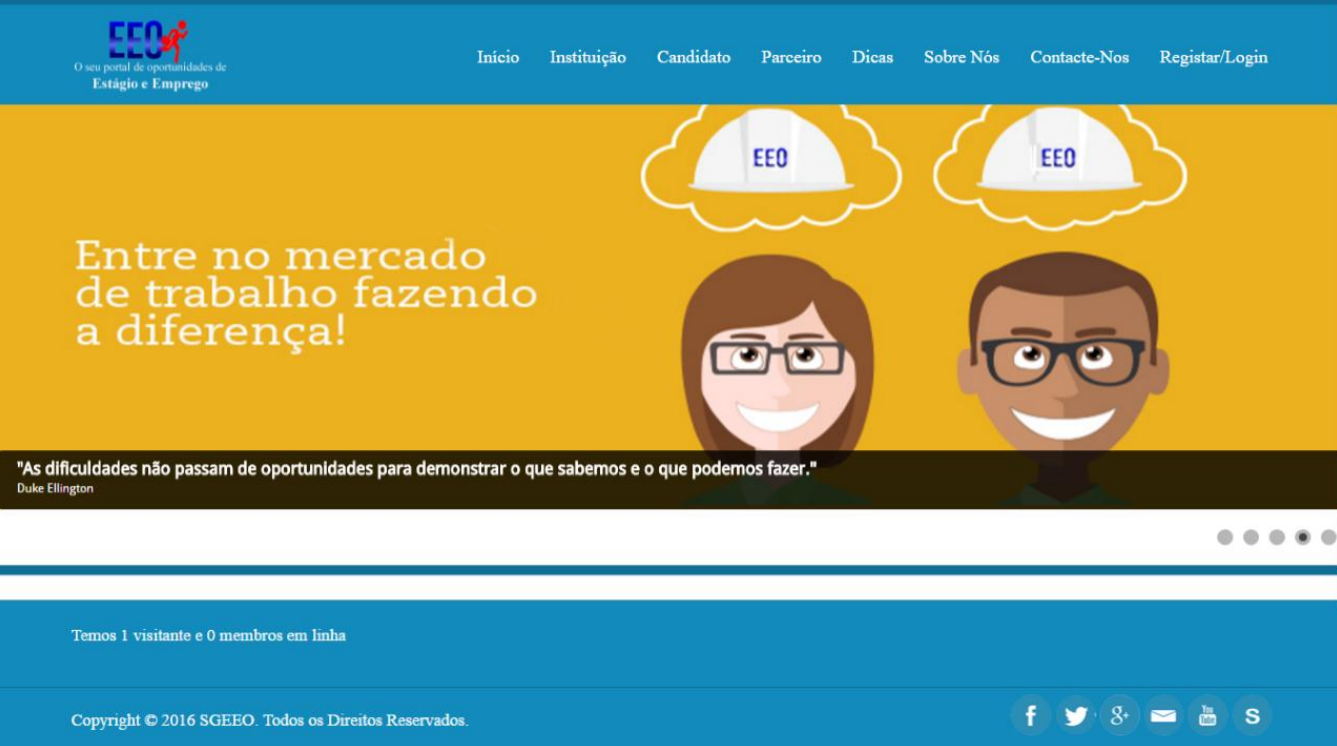 EEO
O seu portal de oportunidades de
Estágio e Emprego
Início Instituição Candidato Parceiro Dicas Sobre Nós Contacte-Nos Registar/Login
EEO EEO
Entre no mercado
de trabalho fazendo
a diferença!
"As dificuldades não passam de oportunidades para demonstrar o que sabemos e o que podemos fazer."
Duke Ellington
Temos 1 visitante e 0 membros em linha
Copyright © 2016 SGEEO. Todos os Direitos Reservados.
f 8+ You Tube S